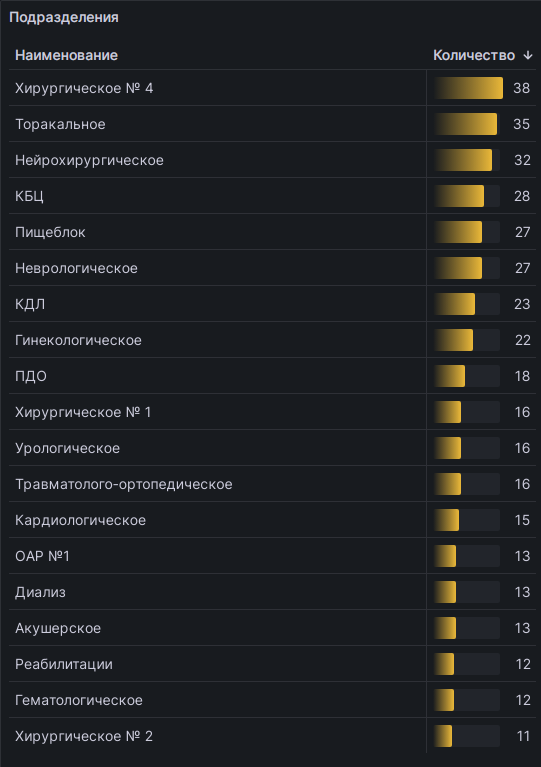 Подразделения
Наименование Количество ↓
Хирургическое № 4 38
Торакальное 35
Нейрохирургическое 32
КБЦ 28
Пищеблок 27
Неврологическое 27
КДЛ 23
Гинекологическое 22
ПДО 18
Хирургическое № 1 16
Урологическое 16
Травматолого-ортопедическое 16
Кардиологическое 15
ОАР №1 13
Диализ 13
Акушерское 13
Реабилитации 12
Гематологическое 12
Хирургическое № 2 11